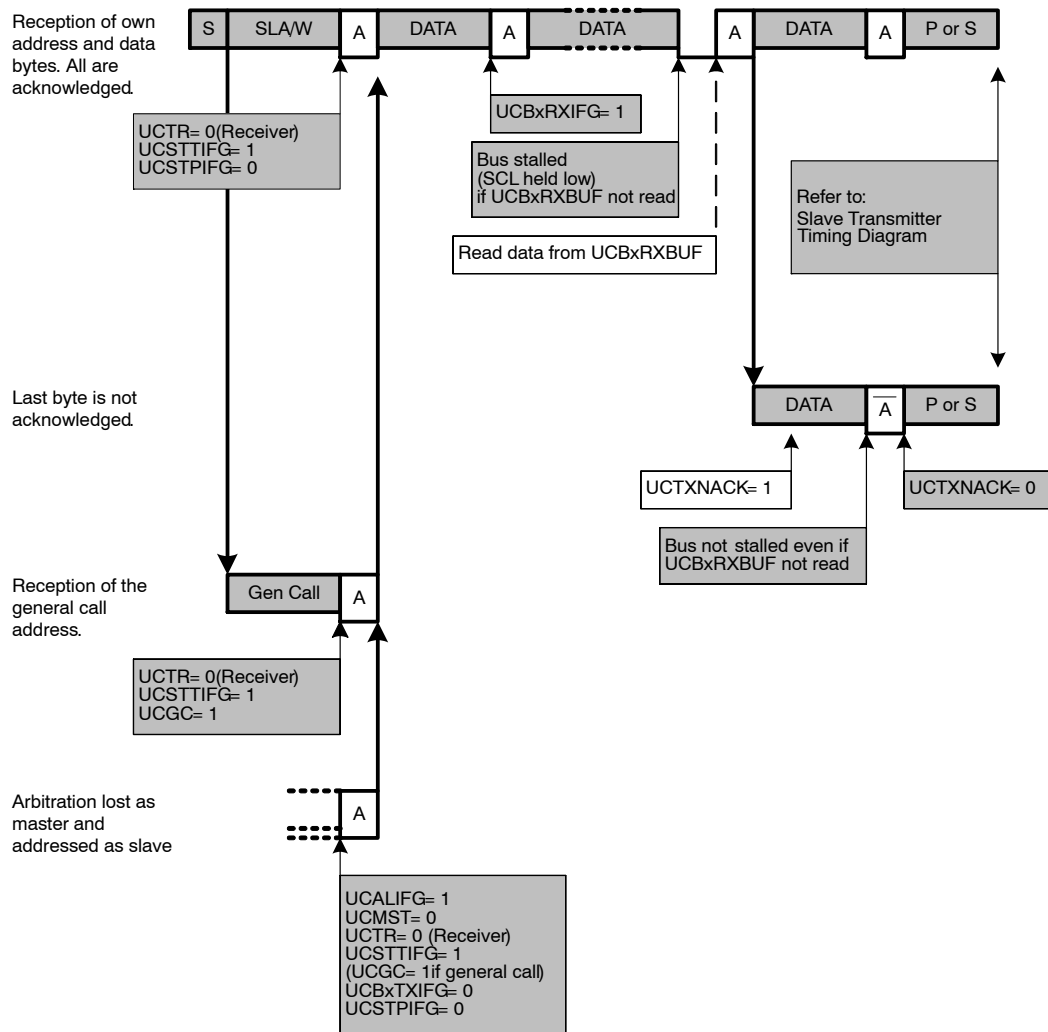 Reception of own
address and data
bytes. All are
acknowledged.
S SLA/W A DATA A DATA A DATA A P or S
UCTR= 0(Receiver)
UCSTTIFG= 1
UCSTPIFG= 0
UCBxRXIFG= 1
Bus stalled
(SCL held low)
if UCBxRXBUF not read
Read data from UCBxRXBUF
Refer to:
Slave Transmitter
Timing Diagram
Last byte is not
acknowledged.
DATA A P or S
UCTXNACK= 1
UCTXNACK= 0
Bus not stalled even if
UCBxRXBUF not read
Reception of the
general call
address.
Gen Call A
UCTR= 0(Receiver)
UCSTTIFG= 1
UCGC= 1
Arbitration lost as
master and
addressed as slave
A
UCALIFG= 1
UCMST= 0
UCTR= 0 (Receiver)
UCSTTIFG= 1
(UCGC= 1if general call)
UCBxTXIFG= 0
UCSTPIFG= 0